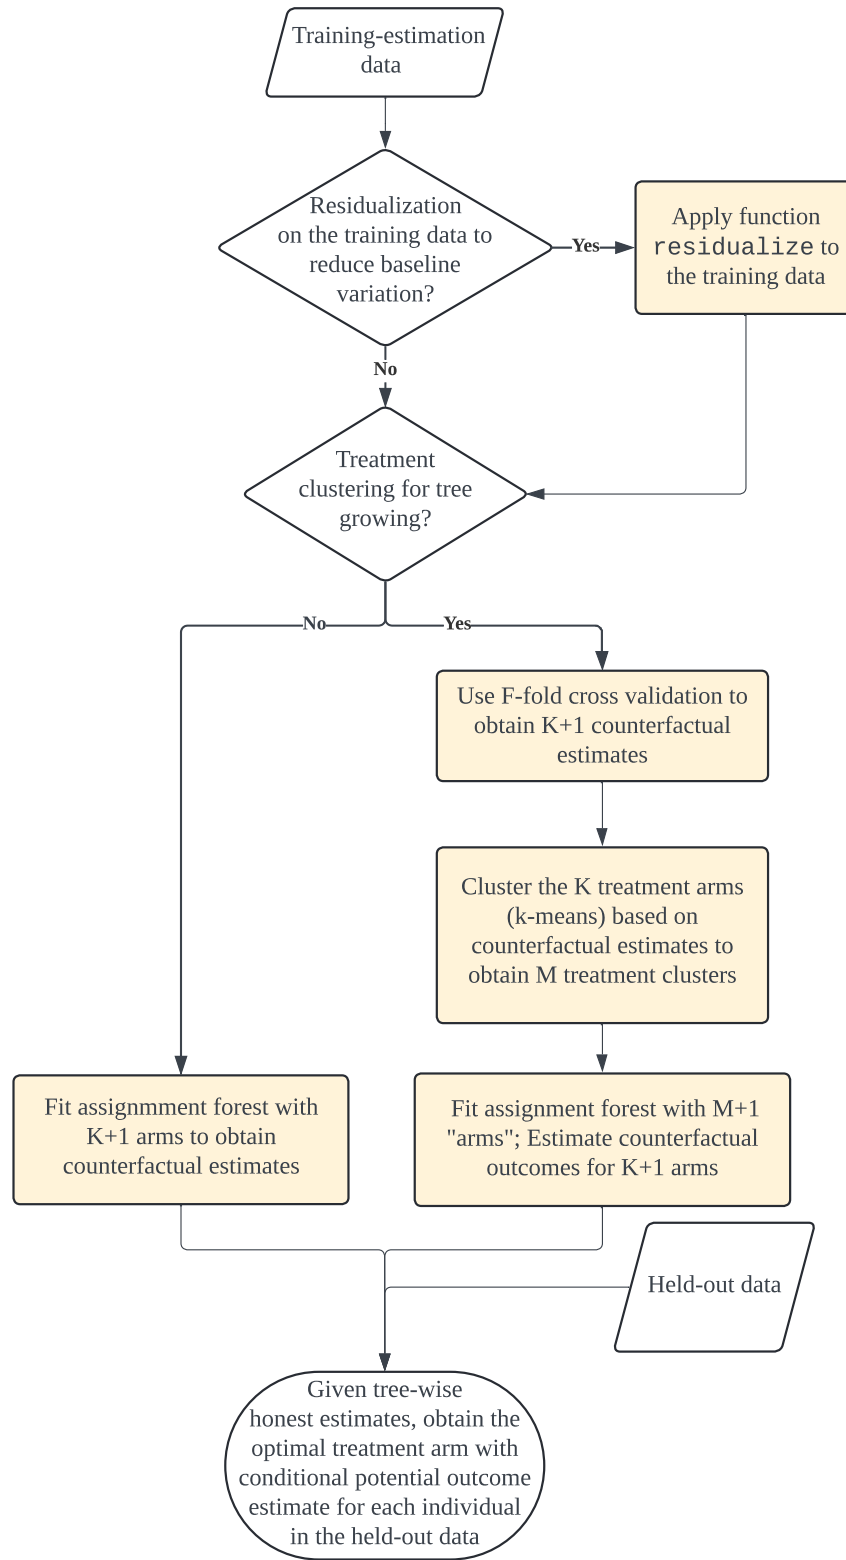 Training-estimation
data
Residualization
on the training data to
reduce baseline
variation?
Yes
Apply function
residualize to
the training data
No
Treatment
clustering for tree
growing?
No
Yes
Use F-fold cross validation to
obtain K+1 counterfactual
estimates
Cluster the K treatment arms
(k-means) based on
counterfactual estimates to
obtain M treatment clusters
Fit assignmment forest with
K+1 arms to obtain
counterfactual estimates
Fit assignment forest with M+1
"arms"; Estimate counterfactual
outcomes for K+1 arms
Held-out data
Given tree-wise
honest estimates, obtain the
optimal treatment arm with
conditional potential outcome
estimate for each individual
in the held-out data